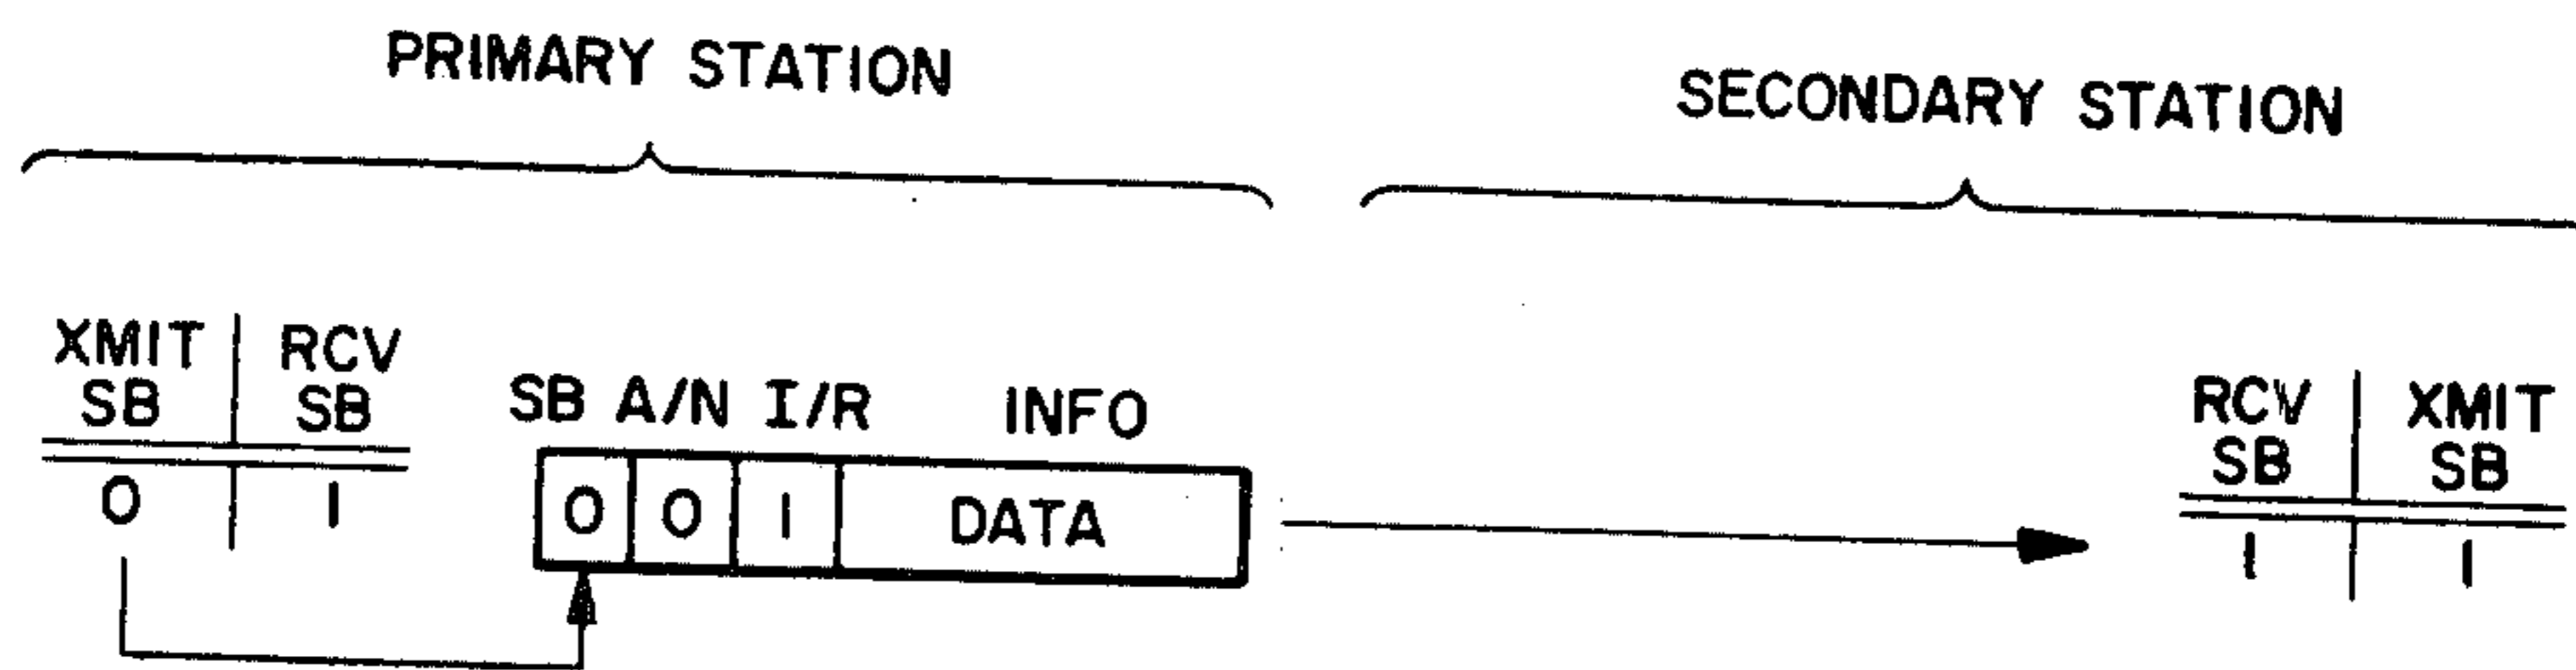 PRIMARY STATION
SECONDARY STATION
XMIT SB
RCV SB
0
1
SB A/N I/R INFO
0 0 1 DATA
RCV SB
XMIT SB
1
1